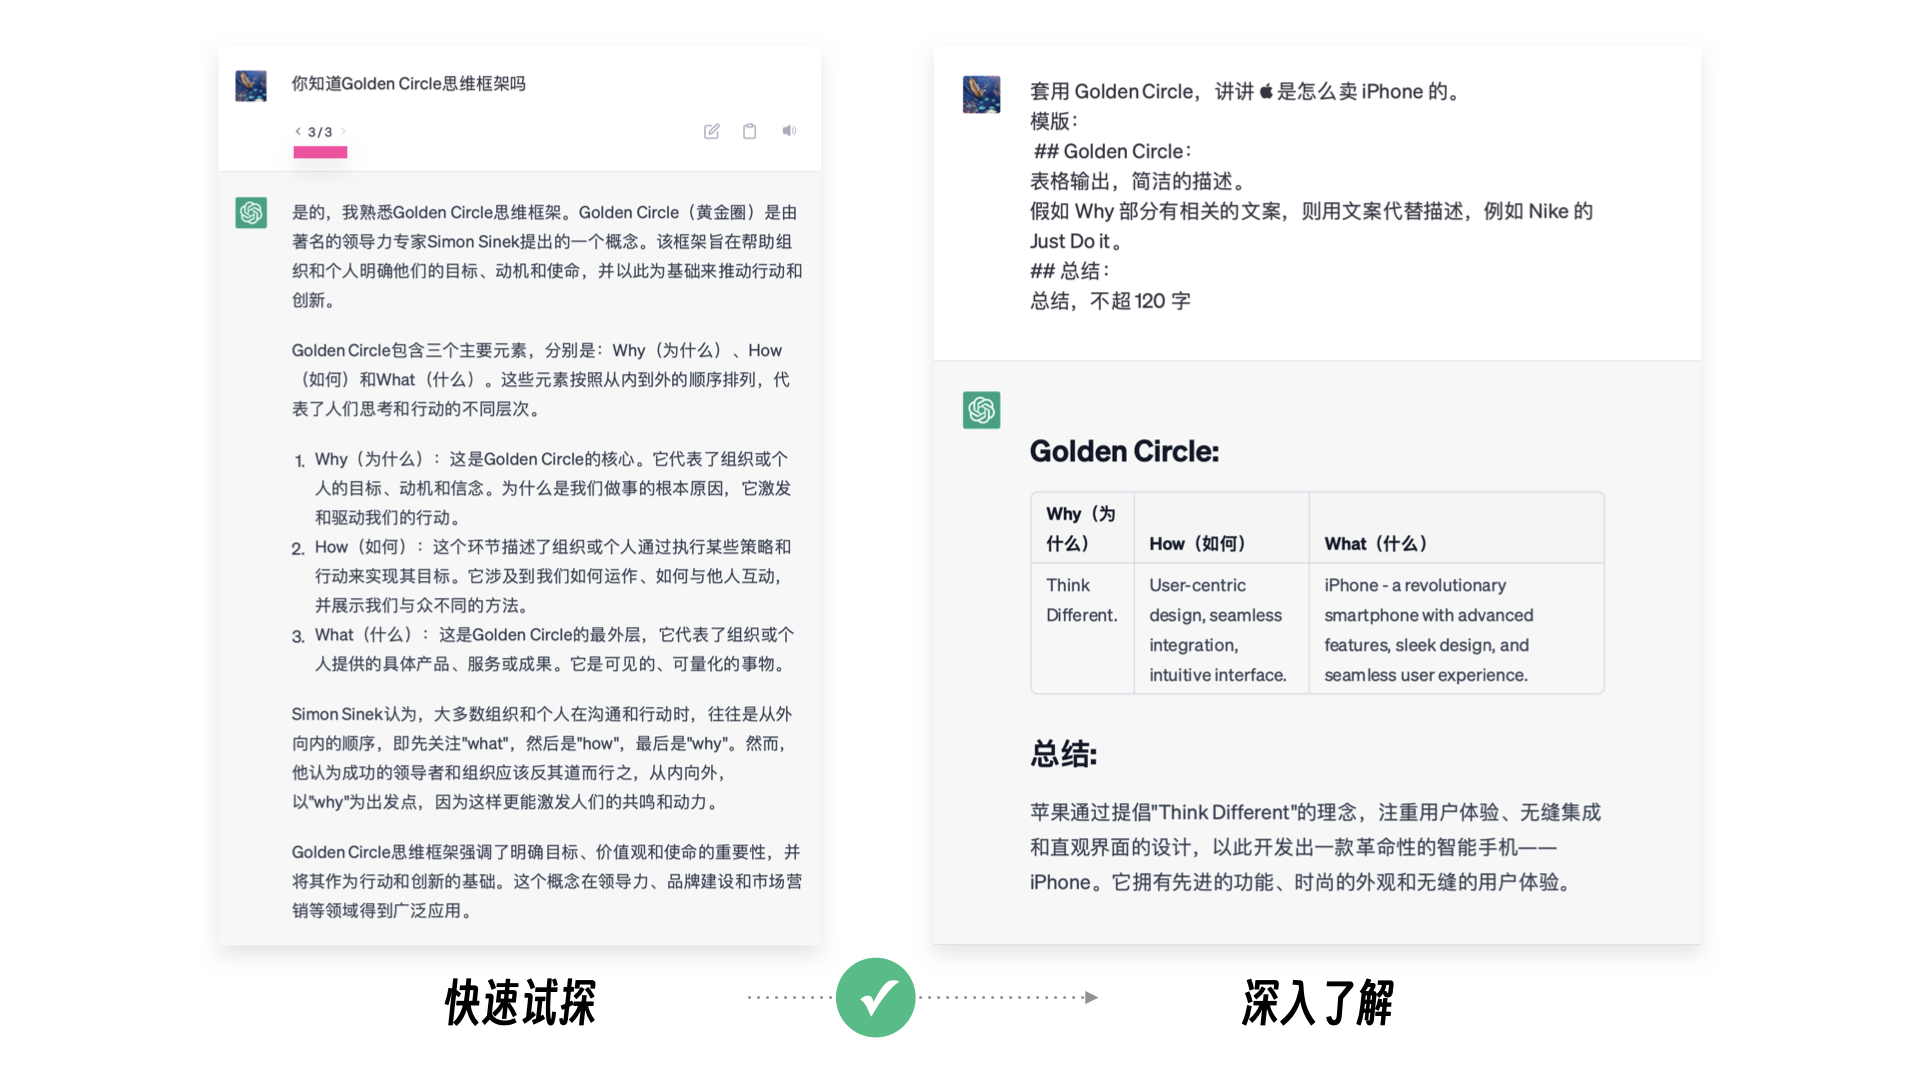 你知道Golden Circle思维框架吗
< 3/3 >
是的，我熟悉Golden Circle思维框架。Golden Circle（黄金圈）是由
著名的领导力专家Simon Sinek提出的一个概念。该框架旨在帮助组
织和个人明确他们的目标、动机和使命，并以此为基础来推动行动和
创新。
Golden Circle包含三个主要元素，分别是：Why（为什么）、How
（如何）和What（什么）。这些元素按照从内到外的顺序排列，代
表了人们思考和行动的不同层次。
1. Why（为什么）：这是Golden Circle的核心。它代表了组织或个
人的目标、动机和信念。为什么是我们做事的根本原因，它激发
和驱动我们的行动。
2. How（如何）：这个环节描述了组织或个人通过执行某些策略和
行动来实现其目标。它涉及到我们如何运作、如何与他人互动，
并展示我们与众不同的方法。
3. What（什么）：这是Golden Circle的最外层，它代表了组织或个
人提供的具体产品、服务或成果。它是可见的、可量化的事物。
Simon Sinek认为，大多数组织和个人在沟通和行动时，往往是从外
向内的顺序，即先关注"what"，然后是"how"，最后是"why"。然而，
他认为成功的领导者和组织应该反其道而行之，从内向外，
以"why"为出发点，因为这样更能激发人们的共鸣和动力。
Golden Circle思维框架强调了明确目标、价值观和使命的重要性，并
将其作为行动和创新的基础。这个概念在领导力、品牌建设和市场营
销等领域得到广泛应用。
快速试探
套用 Golden Circle，讲讲是怎么卖 iPhone 的。
模版：
## Golden Circle：
表格输出，简洁的描述。
假如 Why 部分有相关的文案，则用文案代替描述，例如 Nike 的
Just Do it。
## 总结：
总结，不超 120 字
Golden Circle:
Why（为
什么）
How（如何）
What（什么）
Think
Different.
User-centric
design, seamless
integration,
intuitive interface.
iPhone - a revolutionary
smartphone with advanced
features, sleek design, and
seamless user experience.
总结:
苹果通过提倡"Think Different"的理念，注重用户体验、无缝集成
和直观界面的设计，以此开发出一款革命性的智能手机——
iPhone。它拥有先进的功能、时尚的外观和无缝的用户体验。
深入了解